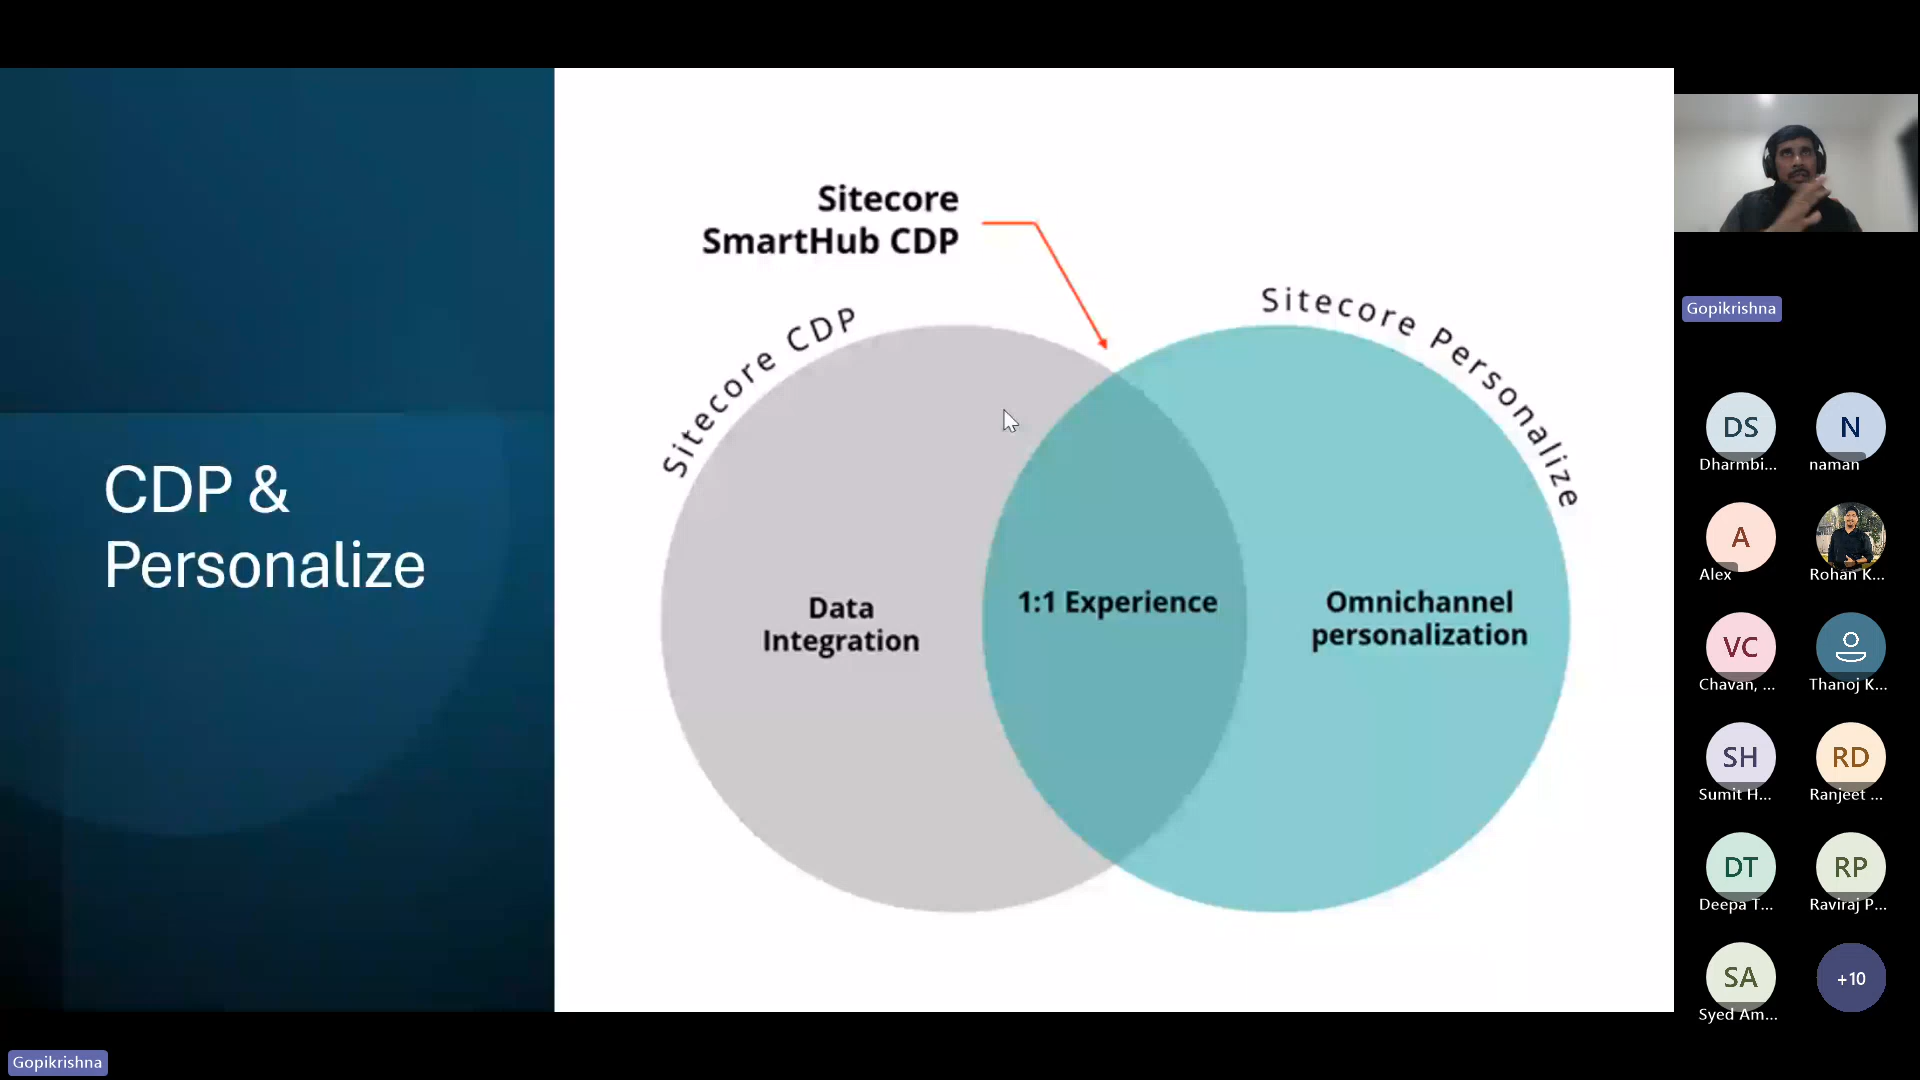 CDP &
Personalize
Sitecore
SmartHub CDP
Sitecore CDP
Sitecore Personalize
Data
Integration
1:1 Experience
Omnichannel
personalization
Gopikrishna
DS
Dharmbi...
N
naman
A
Alex
Rohan K...
VC
Chavan, ...
Thanoj K...
SH
Sumit H...
RD
Ranjeet ...
DT
Deepa T...
RP
Raviraj P...
SA
Syed Am...
+10
Gopikrishna